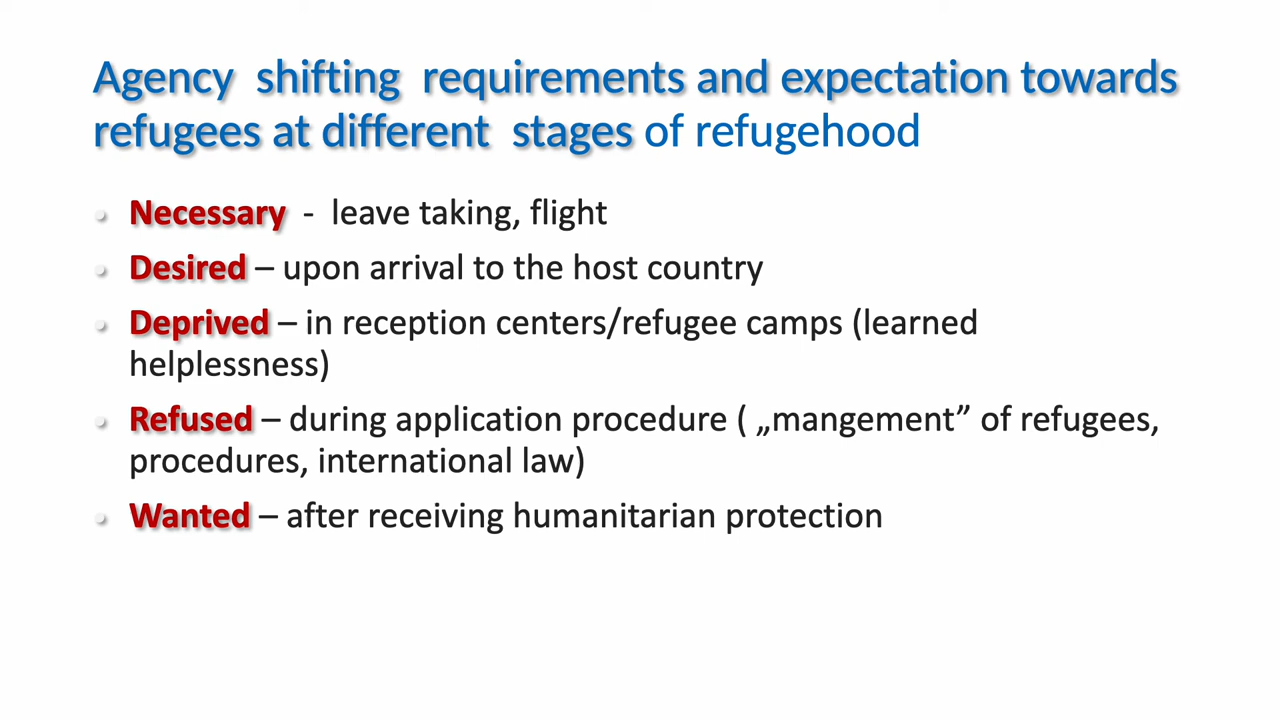 Agency shifting requirements and expectation towards
refugees at different stages of refugehood
• Necessary - leave taking, flight
• Desired – upon arrival to the host country
• Deprived – in reception centers/refugee camps (learned
helplessness)
• Refused – during application procedure ( „mangement” of refugees,
procedures, international law)
• Wanted – after receiving humanitarian protection